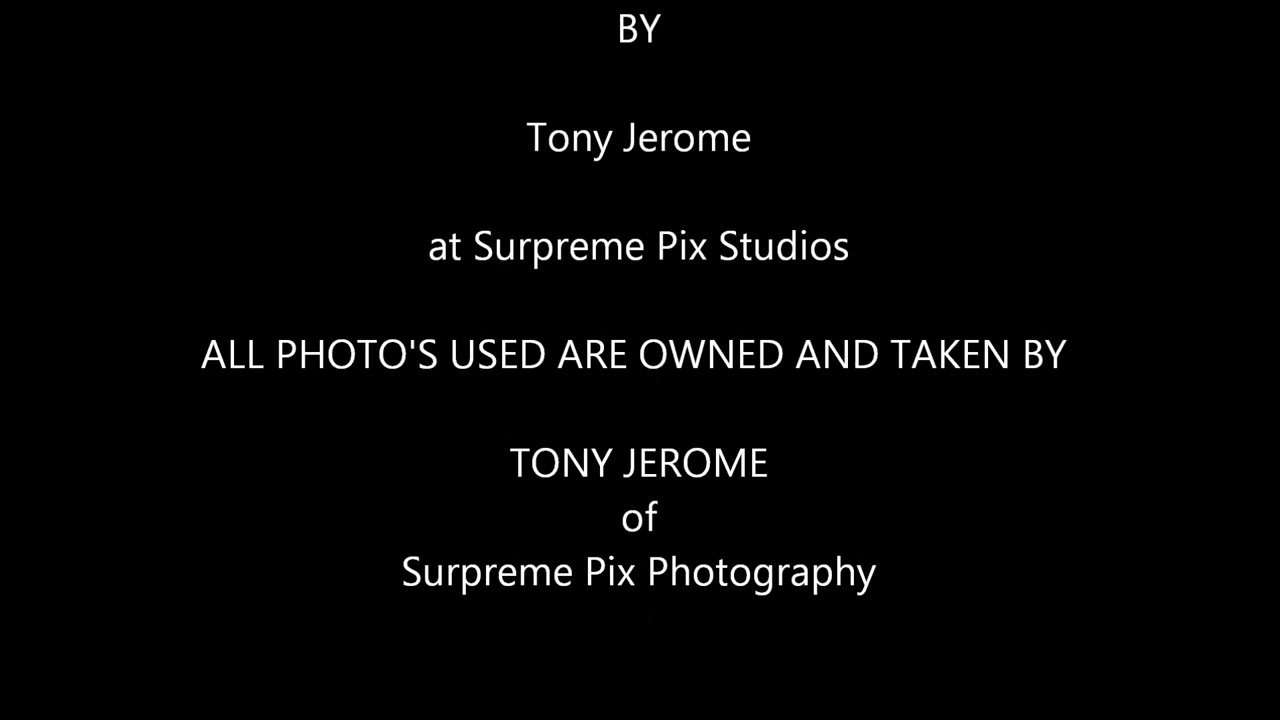 BY
Tony Jerome
at Surpreme Pix Studios
ALL PHOTO'S USED ARE OWNED AND TAKEN BY
TONY JEROME
of
Surpreme Pix Photography